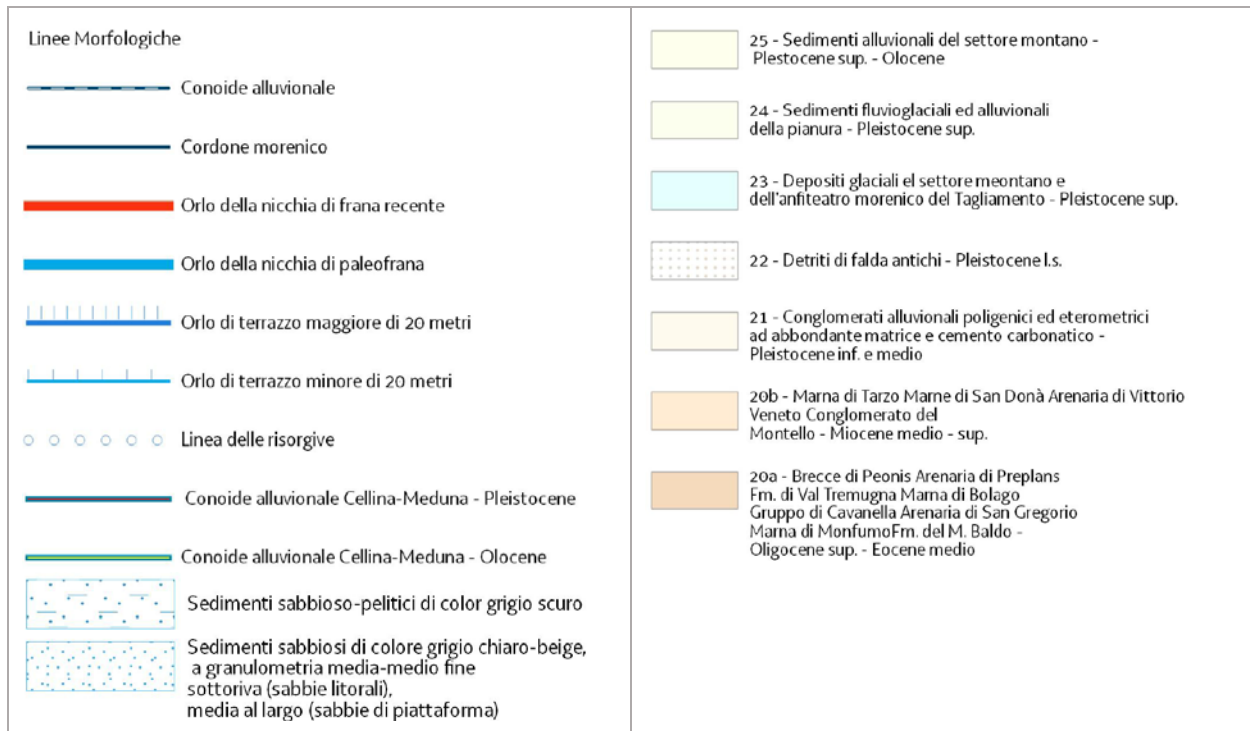 Linee Morfologiche
Conoide alluvionale
Cordone morenico
Orlo della nicchia di frana recente
Orlo della nicchia di paleofrana
Orlo di terrazzo maggiore di 20 metri
Orlo di terrazzo minore di 20 metri
Linea delle risorgive
Conoide alluvionale Cellina-Meduna - Pleistocene
Conoide alluvionale Cellina-Meduna - Olocene
Sedimenti sabbioso-pelitici di color grigio scuro
Sedimenti sabbiosi di colore grigio chiaro-beige,
a granulometria media-medio fine
sottoriva (sabbie litorali),
media al largo (sabbie di piattaforma)
25 - Sedimenti alluvionali del settore montano -
Plestocene sup. - Olocene
24 - Sedimenti fluvioglaciali ed alluvionali
della pianura - Pleistocene sup.
23 - Depositi glaciali el settore meontano e
dell'anfiteatro morenico del Tagliamento - Pleistocene sup.
22 - Detriti di falda antichi - Pleistocene l.s.
21 - Conglomerati alluvionali poligenici ed eterometrici
ad abbondante matrice e cemento carbonatico -
Pleistocene inf. e medio
20b - Marna di Tarzo Marne di San Donà Arenaria di Vittorio
Veneto Conglomerato del
Montello - Miocene medio - sup.
20a - Brecce di Peonis Arenaria di Preplans
Fm. di Val Tremugna Marna di Bolago
Gruppo di Cavanella Arenaria di San Gregorio
Marna di MonfumoFm. del M. Baldo -
Oligocene sup. - Eocene medio